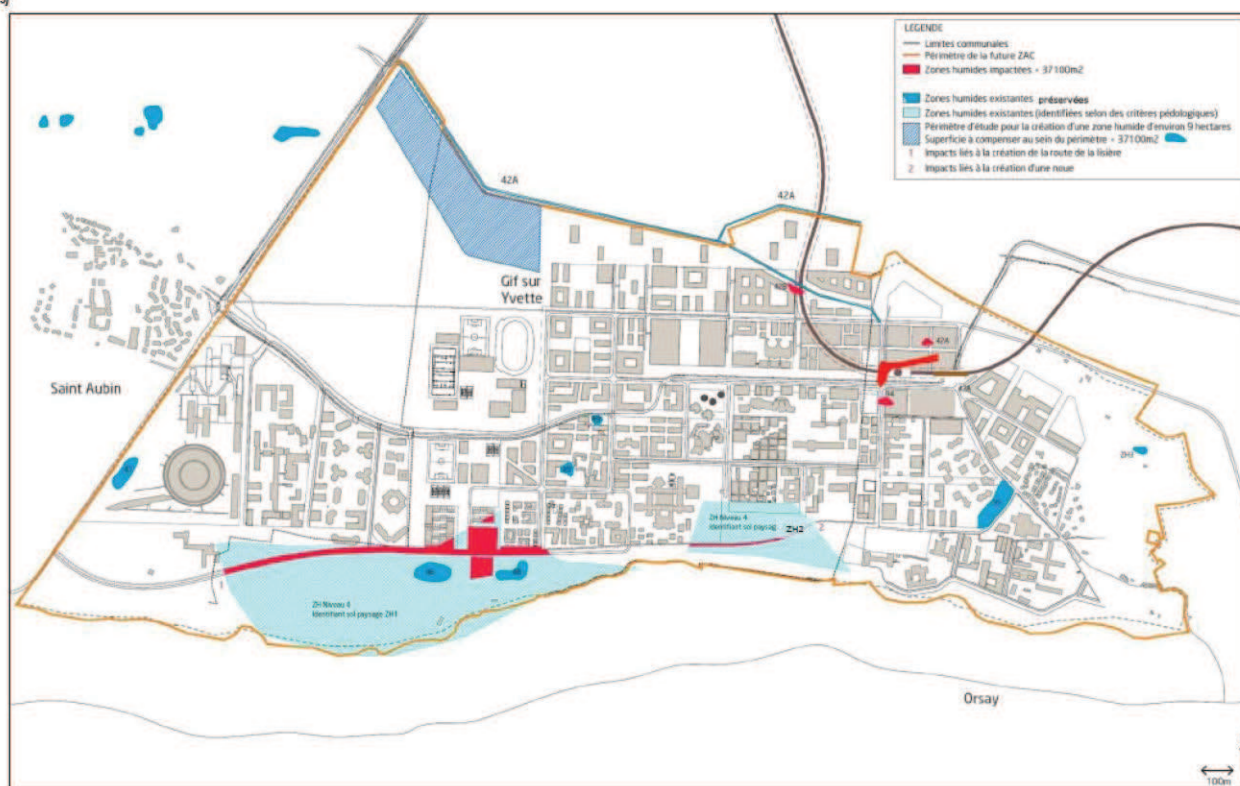 LEGENDE
Limites communales
Périmètre de la future ZAC
Zones humides impactées - 37100m2
Zones humides existantes préservées
Zones humides existantes (identifiées selon des critères pédologiques)
Périmètre d'étude pour la création d'une zone humide d'environ 9 hectares
Superficie à compenser au sein du périmètre - 37100m2
1 Impacts liés à la création de la route de la lisière
2 Impacts liés à la création d'une noue
42A
42A
Gif sur
Yvette
42A
Saint Aubin
ZH Niveau 4
Identifiant sol paysag
ZH2
2
ZH Niveau 4
Identifiant sol paysage ZH1
1
Orsay
100m